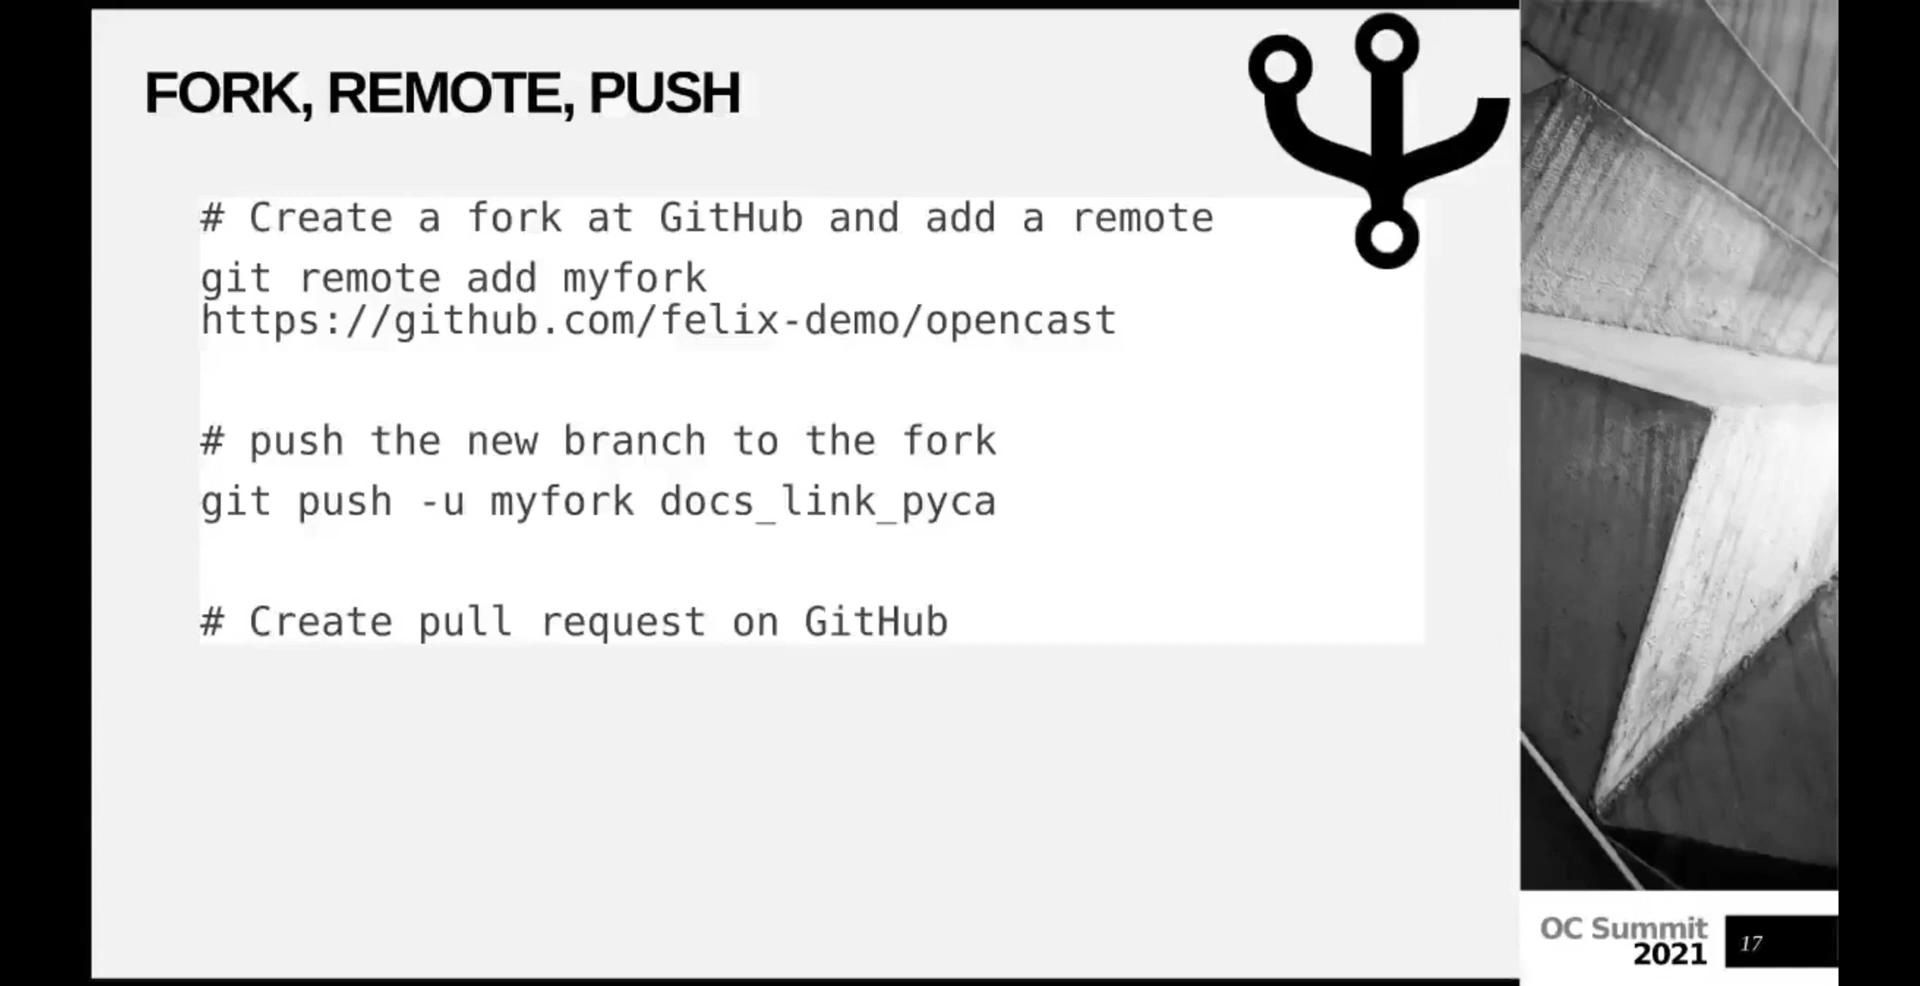 FORK, REMOTE, PUSH
# Create a fork at GitHub and add a remote
git remote add myfork
https://github.com/felix-demo/opencast
# push the new branch to the fork
git push -u myfork docs_link_pyca
# Create pull request on GitHub
OC Summit
2021
17